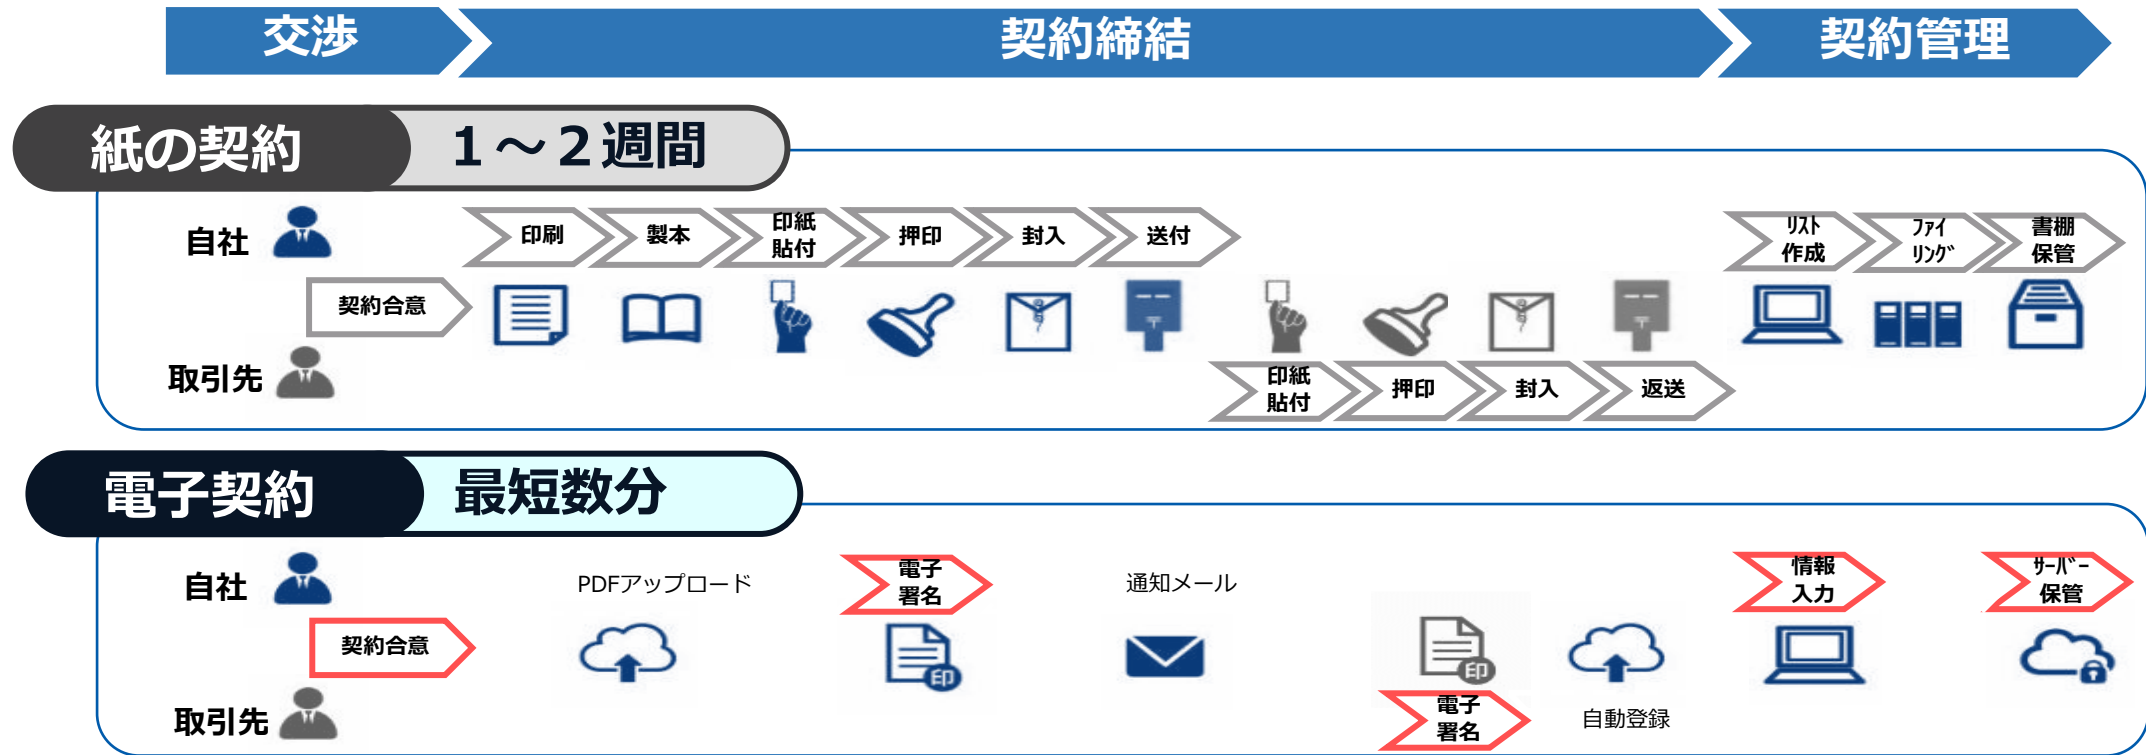 交渉
契約締結
契約管理
紙の契約
１～２週間
自社
印刷
製本
印紙
貼付
押印
封入
送付
ﾘｽﾄ
作成
ﾌｧｲ
ﾘﾝｸﾞ
書棚
保管
契約合意
取引先
印紙
貼付
押印
封入
返送
電子契約
最短数分
自社
PDFアップロード
電子
署名
通知メール
情報
入力
ｻｰﾊﾞｰ
保管
契約合意
印
印
取引先
電子
署名
自動登録